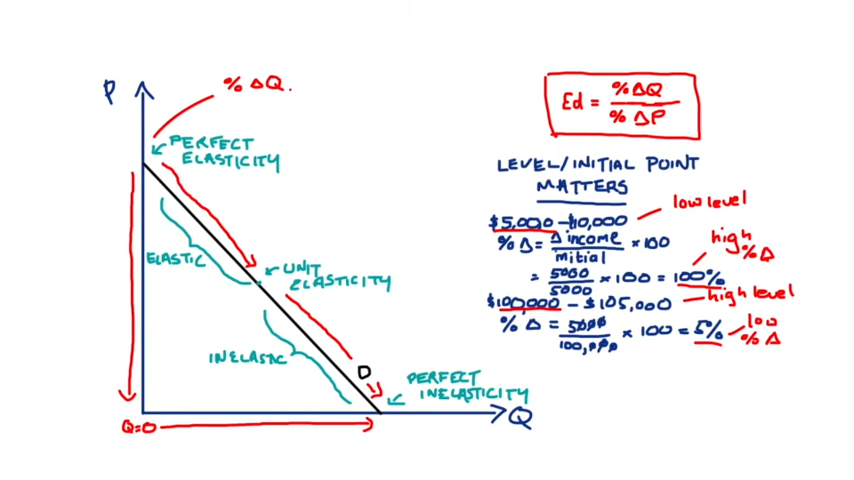 P
% ΔQ.
PERFECT
ELASTICITY
ELASTIC
UNIT
ELASTICITY
INELASTIC
D
PERFECT
INELASTICITY
Q=0
Q
Ed = %ΔQ / %ΔP
LEVEL/INITIAL POINT
MATTERS
$5,000 - $10,000
low level
% Δ = Δ income / initial × 100
high
% Δ
= 5000 / 5000 × 100 = 100%
$100,000 - $105,000
high level
% Δ = 5000 / 100,000 × 100 = 5%
low
% Δ